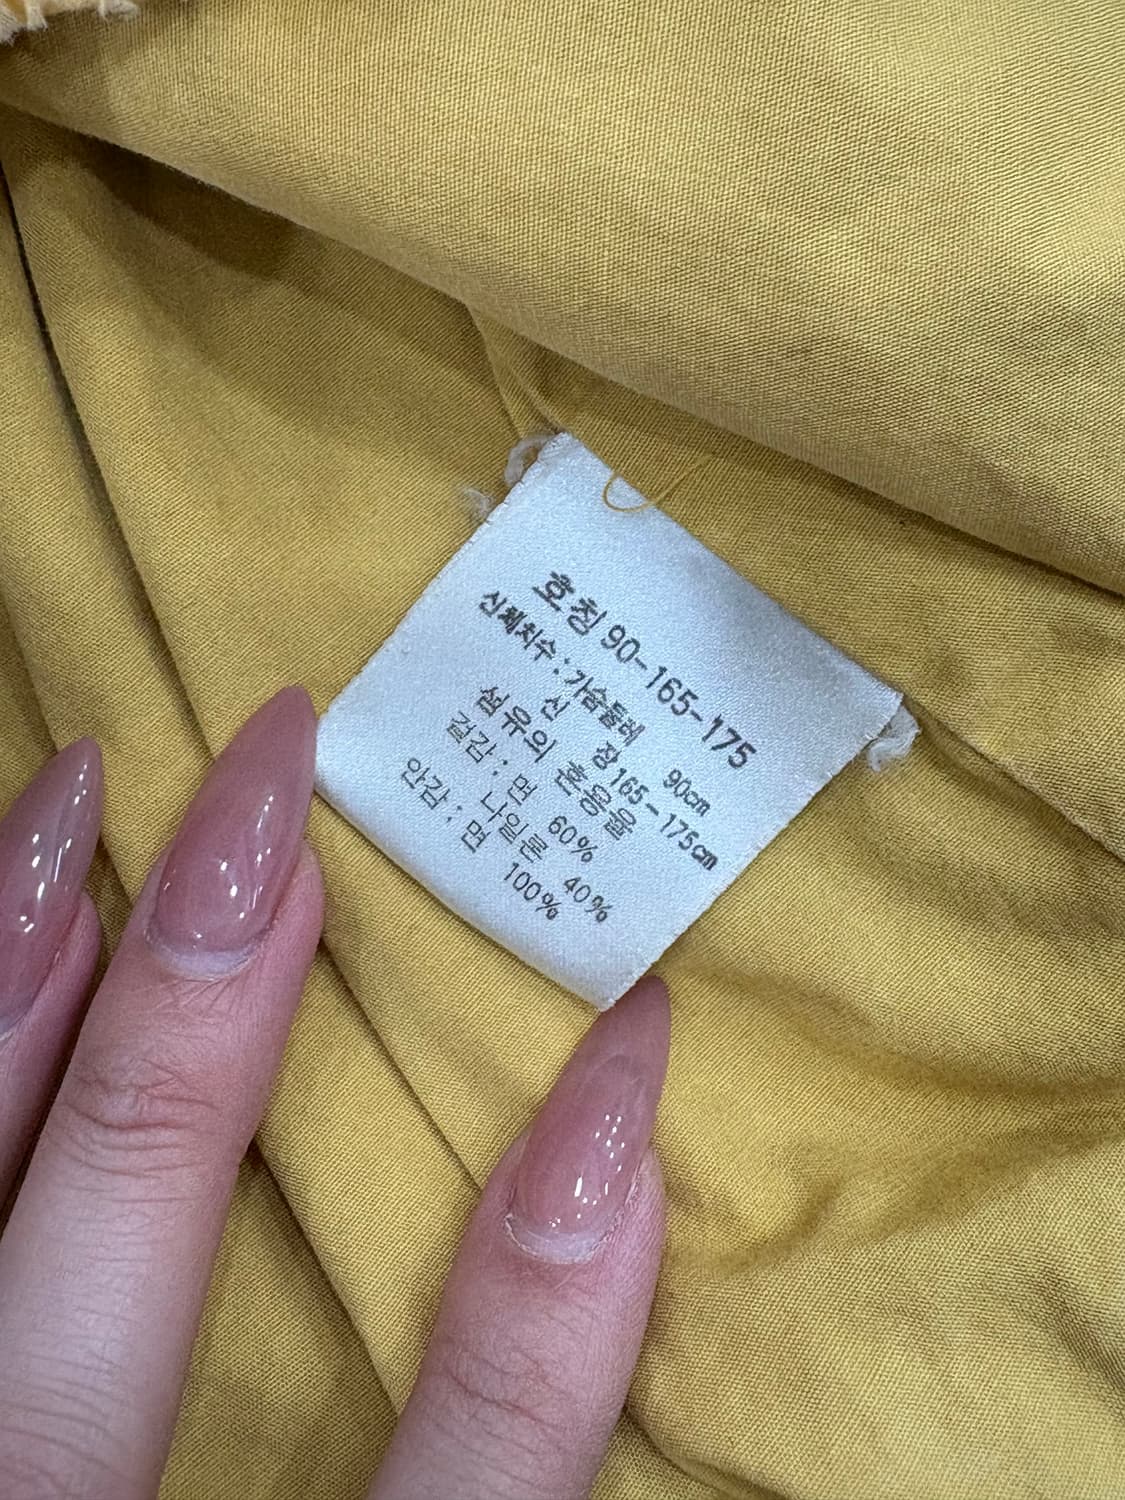 호칭 90-165-175
신체치수 : 가슴둘레 90cm
신 장 165-175cm
섬유의 혼용율
겉감 : 면 60%
나일론 40%
안감 : 면 100%